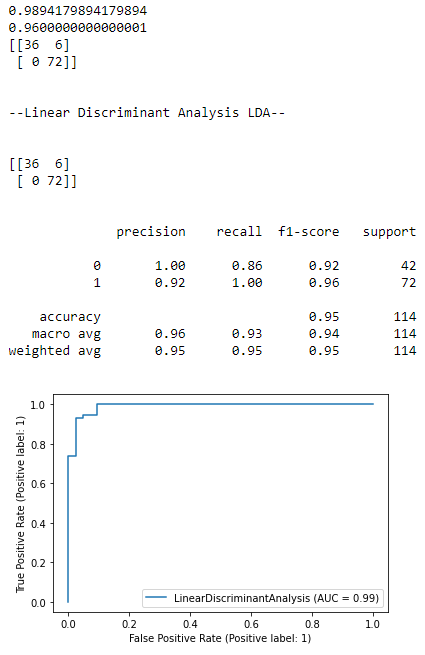 0.9894179894179894
0.9600000000000001
[[36  6]
 [ 0 72]]
--Linear Discriminant Analysis LDA--
[[36  6]
 [ 0 72]]
precision    recall  f1-score   support
0       1.00      0.86      0.92        42
1       0.92      1.00      0.96        72
accuracy                           0.95       114
macro avg       0.96      0.93      0.94       114
weighted avg       0.95      0.95      0.95       114
1.0
0.8
0.6
0.4
0.2
0.0
True Positive Rate (Positive label: 1)
LinearDiscriminantAnalysis (AUC = 0.99)
0.0 0.2 0.4 0.6 0.8 1.0
False Positive Rate (Positive label: 1)